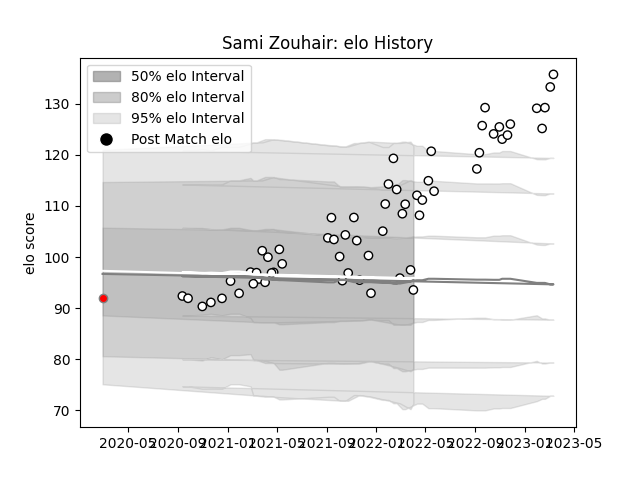 Sami Zouhair: elo History
50% elo Interval
80% elo Interval
95% elo Interval
Post Match elo
elo score
130
120
110
100
90
80
70
2020-05 2020-09 2021-01 2021-05 2021-09 2022-01 2022-05 2022-09 2023-01 2023-05